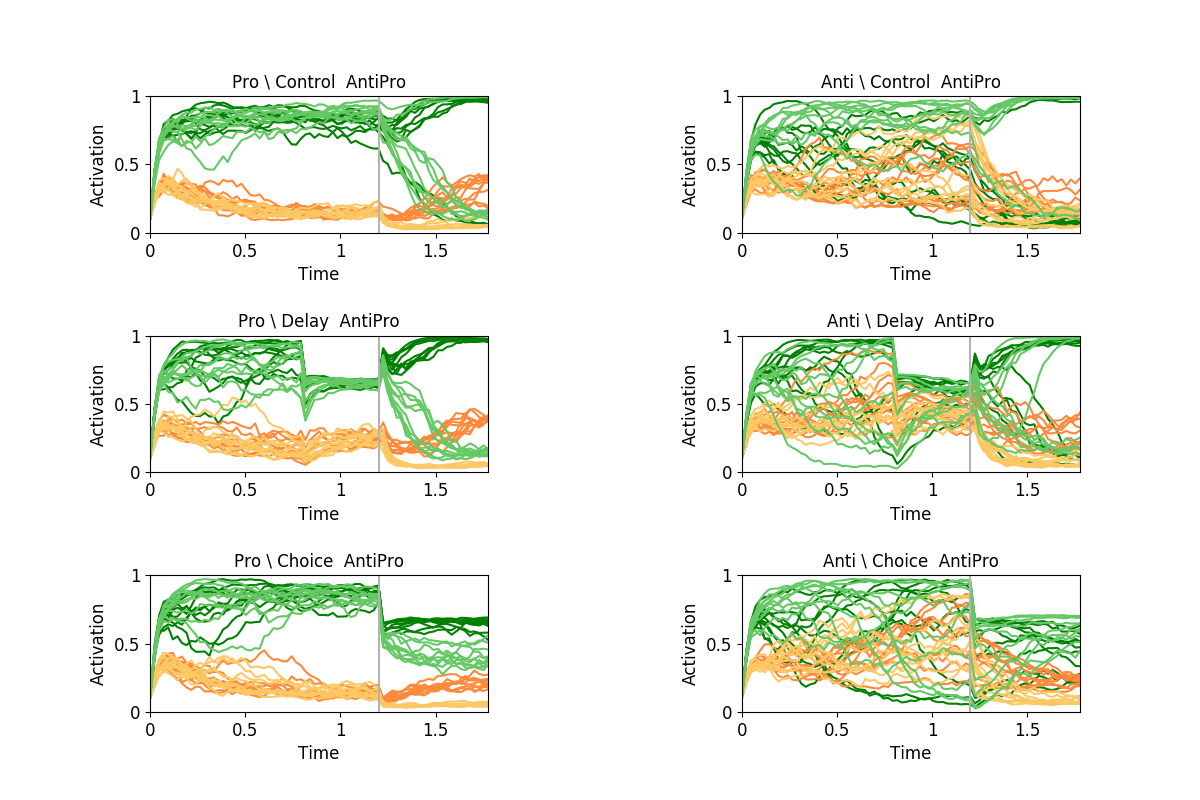 Pro \ Control  AntiPro
Activation
1
0.5
0
0
0.5
1
1.5
Time
Anti \ Control  AntiPro
Activation
1
0.5
0
0
0.5
1
1.5
Time
Pro \ Delay  AntiPro
Activation
1
0.5
0
0
0.5
1
1.5
Time
Anti \ Delay  AntiPro
Activation
1
0.5
0
0
0.5
1
1.5
Time
Pro \ Choice  AntiPro
Activation
1
0.5
0
0
0.5
1
1.5
Time
Anti \ Choice  AntiPro
Activation
1
0.5
0
0
0.5
1
1.5
Time